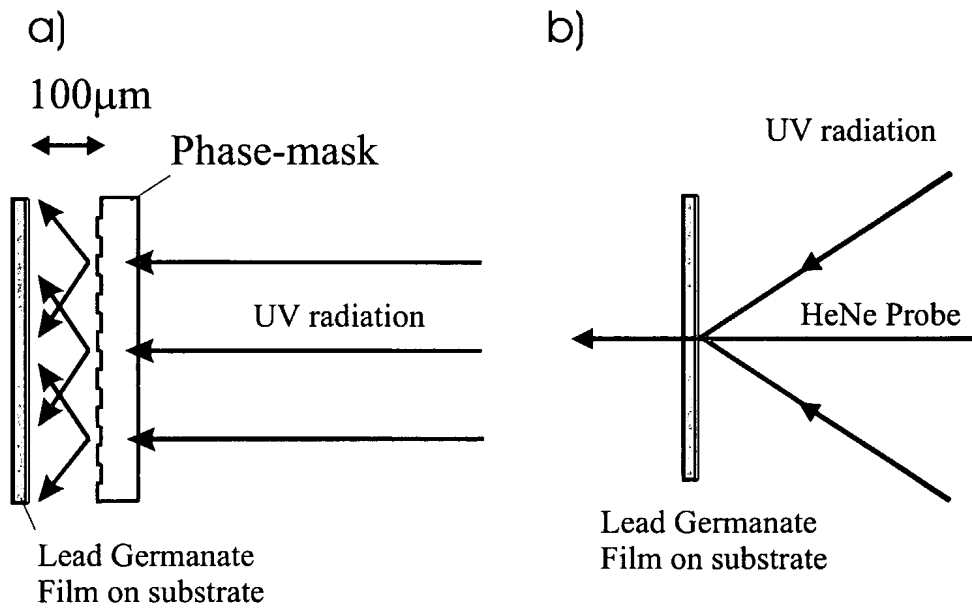 a)
100μm
Phase-mask
UV radiation
Lead Germanate
Film on substrate
b)
UV radiation
HeNe Probe
Lead Germanate
Film on substrate